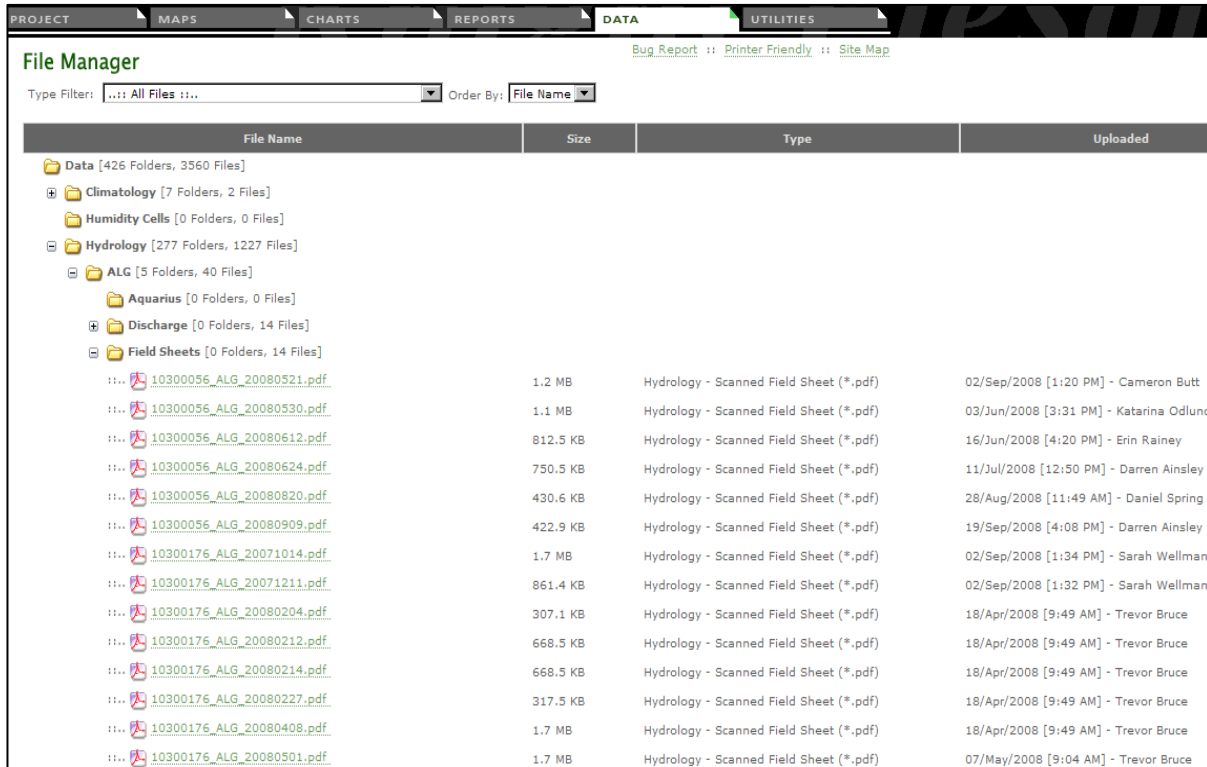 PROJECT MAPS CHARTS REPORTS DATA UTILITIES
Bug Report :: Printer Friendly :: Site Map
File Manager
Type Filter: ..:: All Files ::.. Order By: File Name
File Name Size Type Uploaded
Data [426 Folders, 3560 Files]
Climatology [7 Folders, 2 Files]
Humidity Cells [0 Folders, 0 Files]
Hydrology [277 Folders, 1227 Files]
ALG [5 Folders, 40 Files]
Aquarius [0 Folders, 0 Files]
Discharge [0 Folders, 14 Files]
Field Sheets [0 Folders, 14 Files]
::.. 10300056_ALG_20080521.pdf 1.2 MB Hydrology - Scanned Field Sheet (*.pdf) 02/Sep/2008 [1:20 PM] - Cameron Butt
::.. 10300056_ALG_20080530.pdf 1.1 MB Hydrology - Scanned Field Sheet (*.pdf) 03/Jun/2008 [3:31 PM] - Katarina Odlund
::.. 10300056_ALG_20080612.pdf 812.5 KB Hydrology - Scanned Field Sheet (*.pdf) 16/Jun/2008 [4:20 PM] - Erin Rainey
::.. 10300056_ALG_20080624.pdf 750.5 KB Hydrology - Scanned Field Sheet (*.pdf) 11/Jul/2008 [12:50 PM] - Darren Ainsley
::.. 10300056_ALG_20080820.pdf 430.6 KB Hydrology - Scanned Field Sheet (*.pdf) 28/Aug/2008 [11:49 AM] - Daniel Spring
::.. 10300056_ALG_20080909.pdf 422.9 KB Hydrology - Scanned Field Sheet (*.pdf) 19/Sep/2008 [4:08 PM] - Darren Ainsley
::.. 10300176_ALG_20071014.pdf 1.7 MB Hydrology - Scanned Field Sheet (*.pdf) 02/Sep/2008 [1:34 PM] - Sarah Wellman
::.. 10300176_ALG_20071211.pdf 861.4 KB Hydrology - Scanned Field Sheet (*.pdf) 02/Sep/2008 [1:32 PM] - Sarah Wellman
::.. 10300176_ALG_20080204.pdf 307.1 KB Hydrology - Scanned Field Sheet (*.pdf) 18/Apr/2008 [9:49 AM] - Trevor Bruce
::.. 10300176_ALG_20080212.pdf 668.5 KB Hydrology - Scanned Field Sheet (*.pdf) 18/Apr/2008 [9:49 AM] - Trevor Bruce
::.. 10300176_ALG_20080214.pdf 668.5 KB Hydrology - Scanned Field Sheet (*.pdf) 18/Apr/2008 [9:49 AM] - Trevor Bruce
::.. 10300176_ALG_20080227.pdf 317.5 KB Hydrology - Scanned Field Sheet (*.pdf) 18/Apr/2008 [9:49 AM] - Trevor Bruce
::.. 10300176_ALG_20080408.pdf 1.7 MB Hydrology - Scanned Field Sheet (*.pdf) 18/Apr/2008 [9:49 AM] - Trevor Bruce
::.. 10300176_ALG_20080501.pdf 1.7 MB Hydrology - Scanned Field Sheet (*.pdf) 07/May/2008 [9:04 AM] - Trevor Bruce